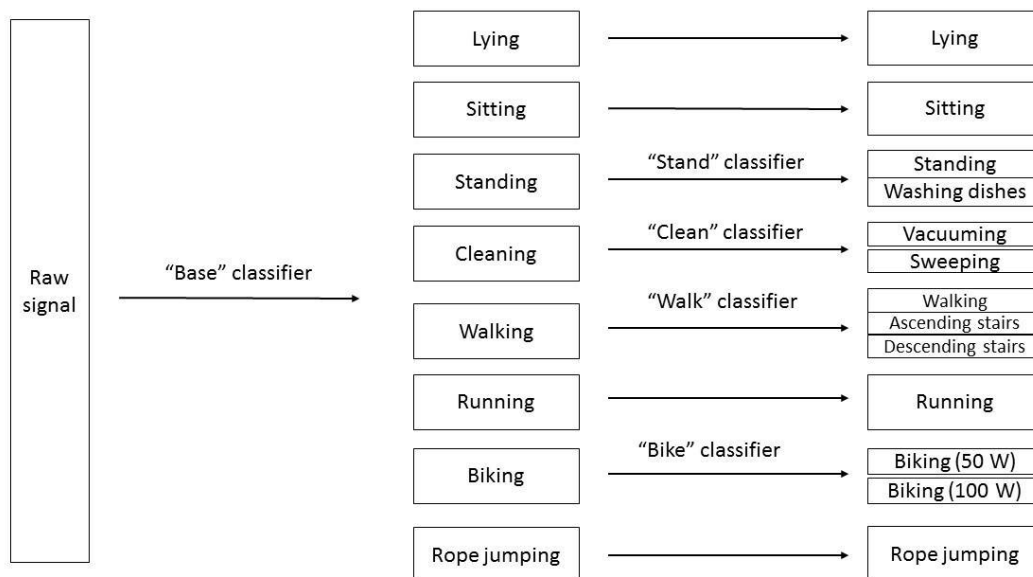 Raw
signal
“Base” classifier
Lying
Lying
Sitting
Sitting
Standing
“Stand” classifier
Standing
Washing dishes
Cleaning
“Clean” classifier
Vacuuming
Sweeping
Walking
“Walk” classifier
Walking
Ascending stairs
Descending stairs
Running
Running
Biking
“Bike” classifier
Biking (50 W)
Biking (100 W)
Rope jumping
Rope jumping